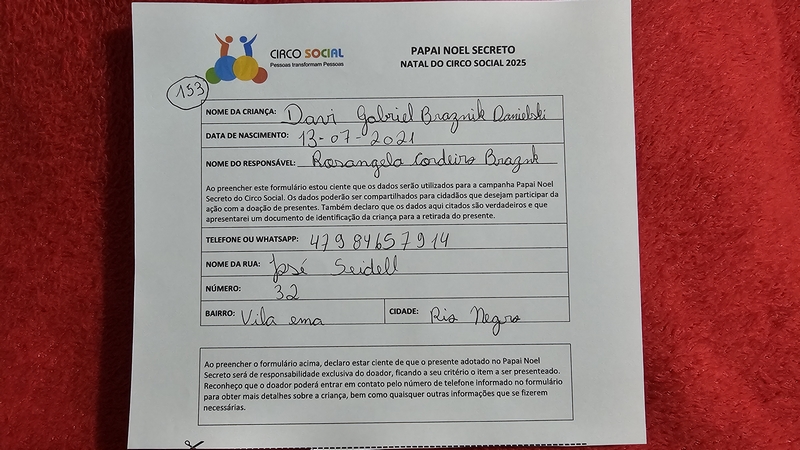 CIRCO SOCIAL
Pessoas transformam Pessoas
PAPAI NOEL SECRETO
NATAL DO CIRCO SOCIAL 2025
153
NOME DA CRIANÇA: Davi Gabriel Braznik Danielski
DATA DE NASCIMENTO: 13-07-2021
NOME DO RESPONSÁVEL: Rosangela Cordeiro Braznik
Ao preencher este formulário estou ciente que os dados serão utilizados para a campanha Papai Noel
Secreto do Circo Social. Os dados poderão ser compartilhados para cidadãos que desejam participar da
ação com a doação de presentes. Também declaro que os dados aqui citados são verdadeiros e que
apresentarei um documento de identificação da criança para a retirada do presente.
TELEFONE OU WHATSAPP: 47984657914
NOME DA RUA: José Seidell
NÚMERO: 32
BAIRRO: Vila ema CIDADE: Rio Negro
Ao preencher o formulário acima, declaro estar ciente de que o presente adotado no Papai Noel
Secreto será de responsabilidade exclusiva do doador, ficando a seu critério o item a ser presenteado.
Reconheço que o doador poderá entrar em contato pelo número de telefone informado no formulário
para obter mais detalhes sobre a criança, bem como quaisquer outras informações que se fizerem
necessárias.